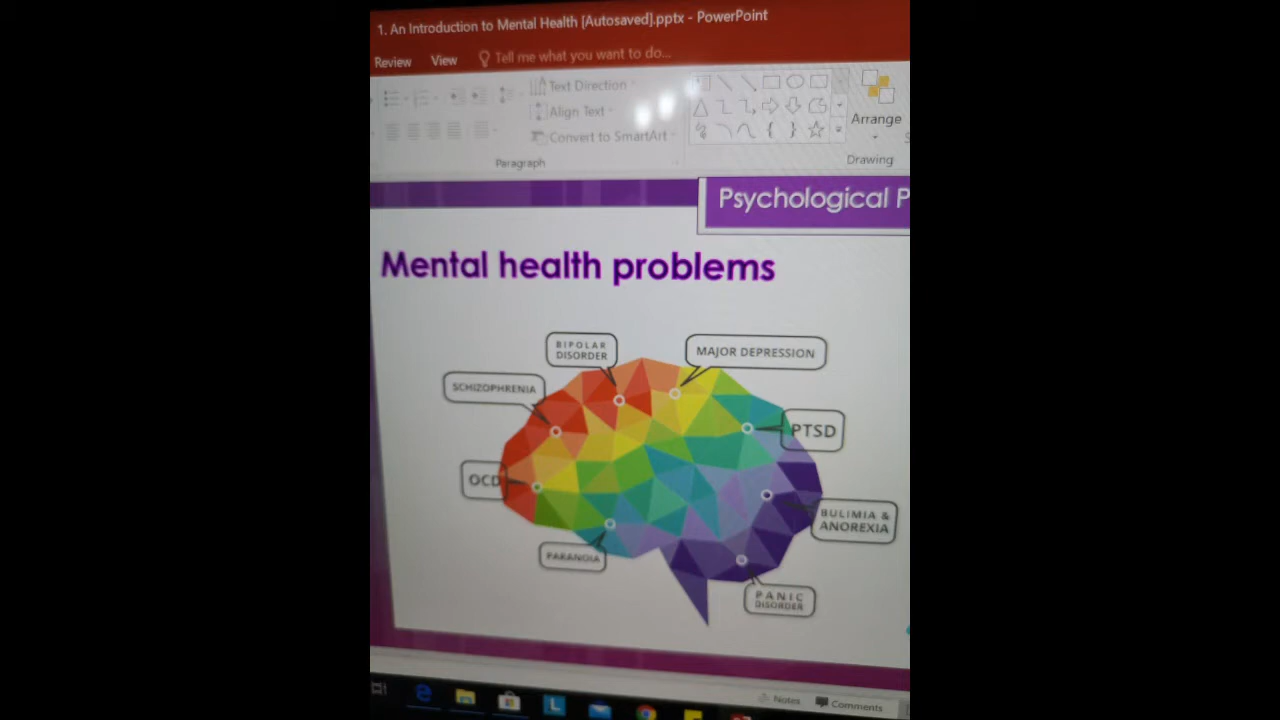 1. An Introduction to Mental Health [Autosaved].pptx - PowerPoint
Review View Tell me what you want to do...
Text Direction
Align Text
Convert to SmartArt
Arrange
Paragraph
Drawing
Psychological P
Mental health problems
BIPOLAR
DISORDER
MAJOR DEPRESSION
SCHIZOPHRENIA
PTSD
OCD
BULIMIA &
ANOREXIA
PARANOIA
PANIC
DISORDER
Notes Comments